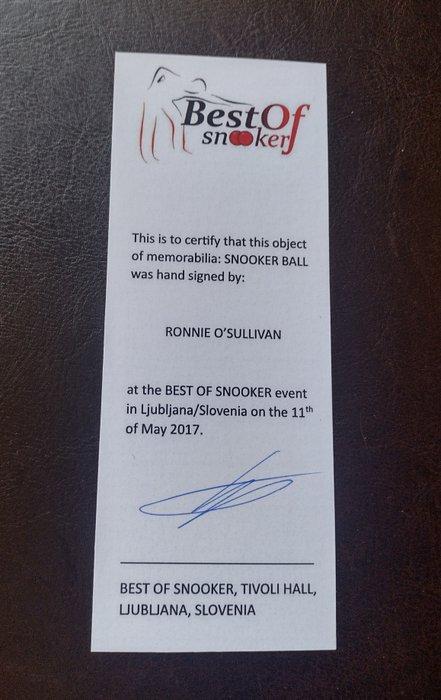 BestOf
snooker
This is to certify that this object
of memorabilia: SNOOKER BALL
was hand signed by:
RONNIE O'SULLIVAN
at the BEST OF SNOOKER event
in Ljubljana/Slovenia on the 11th
of May 2017.
BEST OF SNOOKER, TIVOLI HALL,
LJUBLJANA, SLOVENIA